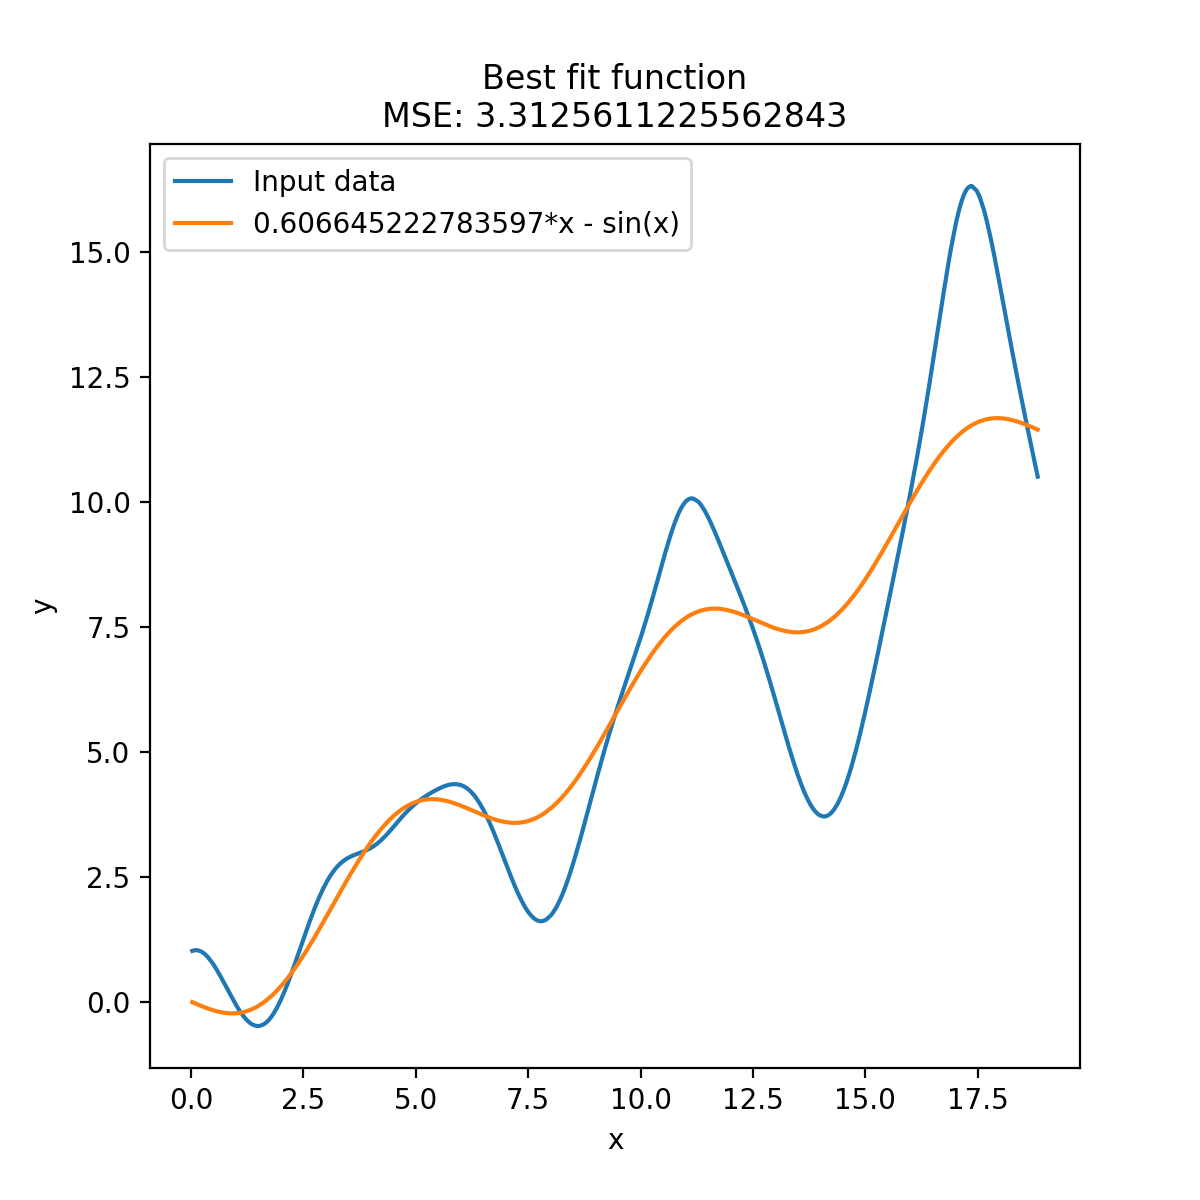 Best fit function
MSE: 3.3125611225562843
Input data
0.606645222783597*x - sin(x)
15.0
12.5
10.0
7.5
5.0
2.5
0.0
y
0.0 2.5 5.0 7.5 10.0 12.5 15.0 17.5
x